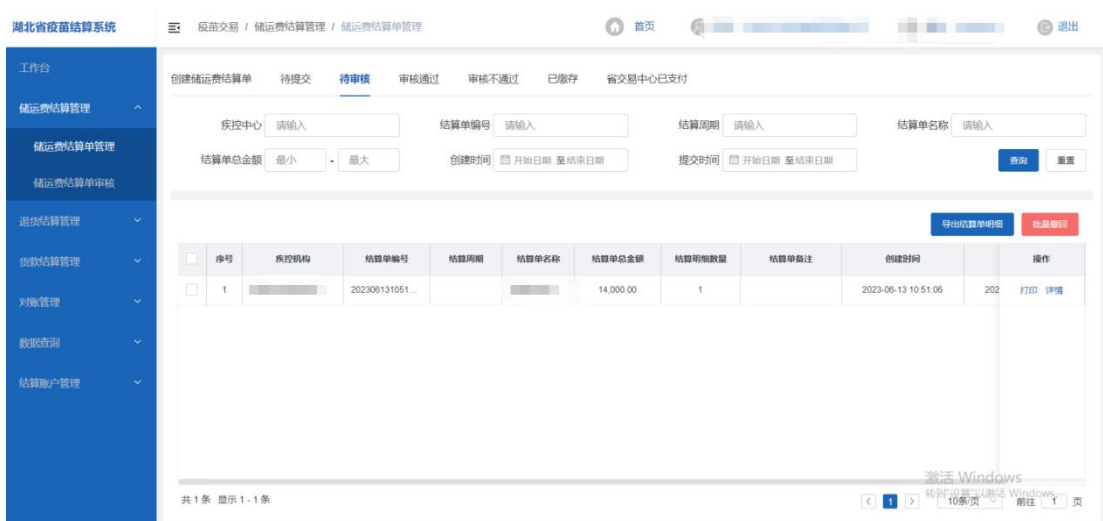 湖北省疫苗结算系统
疫苗交易 / 储运费结算管理 / 储运费结算单管理
首页
退出
工作台
储运费结算管理
储运费结算单管理
储运费结算单审核
退货结算管理
货款结算管理
对账管理
数据查询
结算账户管理
创建储运费结算单 待提交 待审核 审核通过 审核不通过 已缴存 省交易中心已支付
疾控中心 请输入 结算单编号 请输入 结算周期 请输入 结算单名称 请输入
结算单总金额 最小 - 最大 创建时间 开始日期 至结束日期 提交时间 开始日期 至结束日期 查询 重置
导出结算单明细 批量撤回
序号 疾控机构 结算单编号 结算周期 结算单名称 结算单总金额 结算明细数量 结算单备注 创建时间 操作
1 202306131051... 14,000.00 1 2023-06-13 10:51:06 202 打印 详情
激活 Windows
转到"设置"以激活 Windows。
共 1 条 显示 1 - 1 条 < 1 > 10条/页 前往 1 页